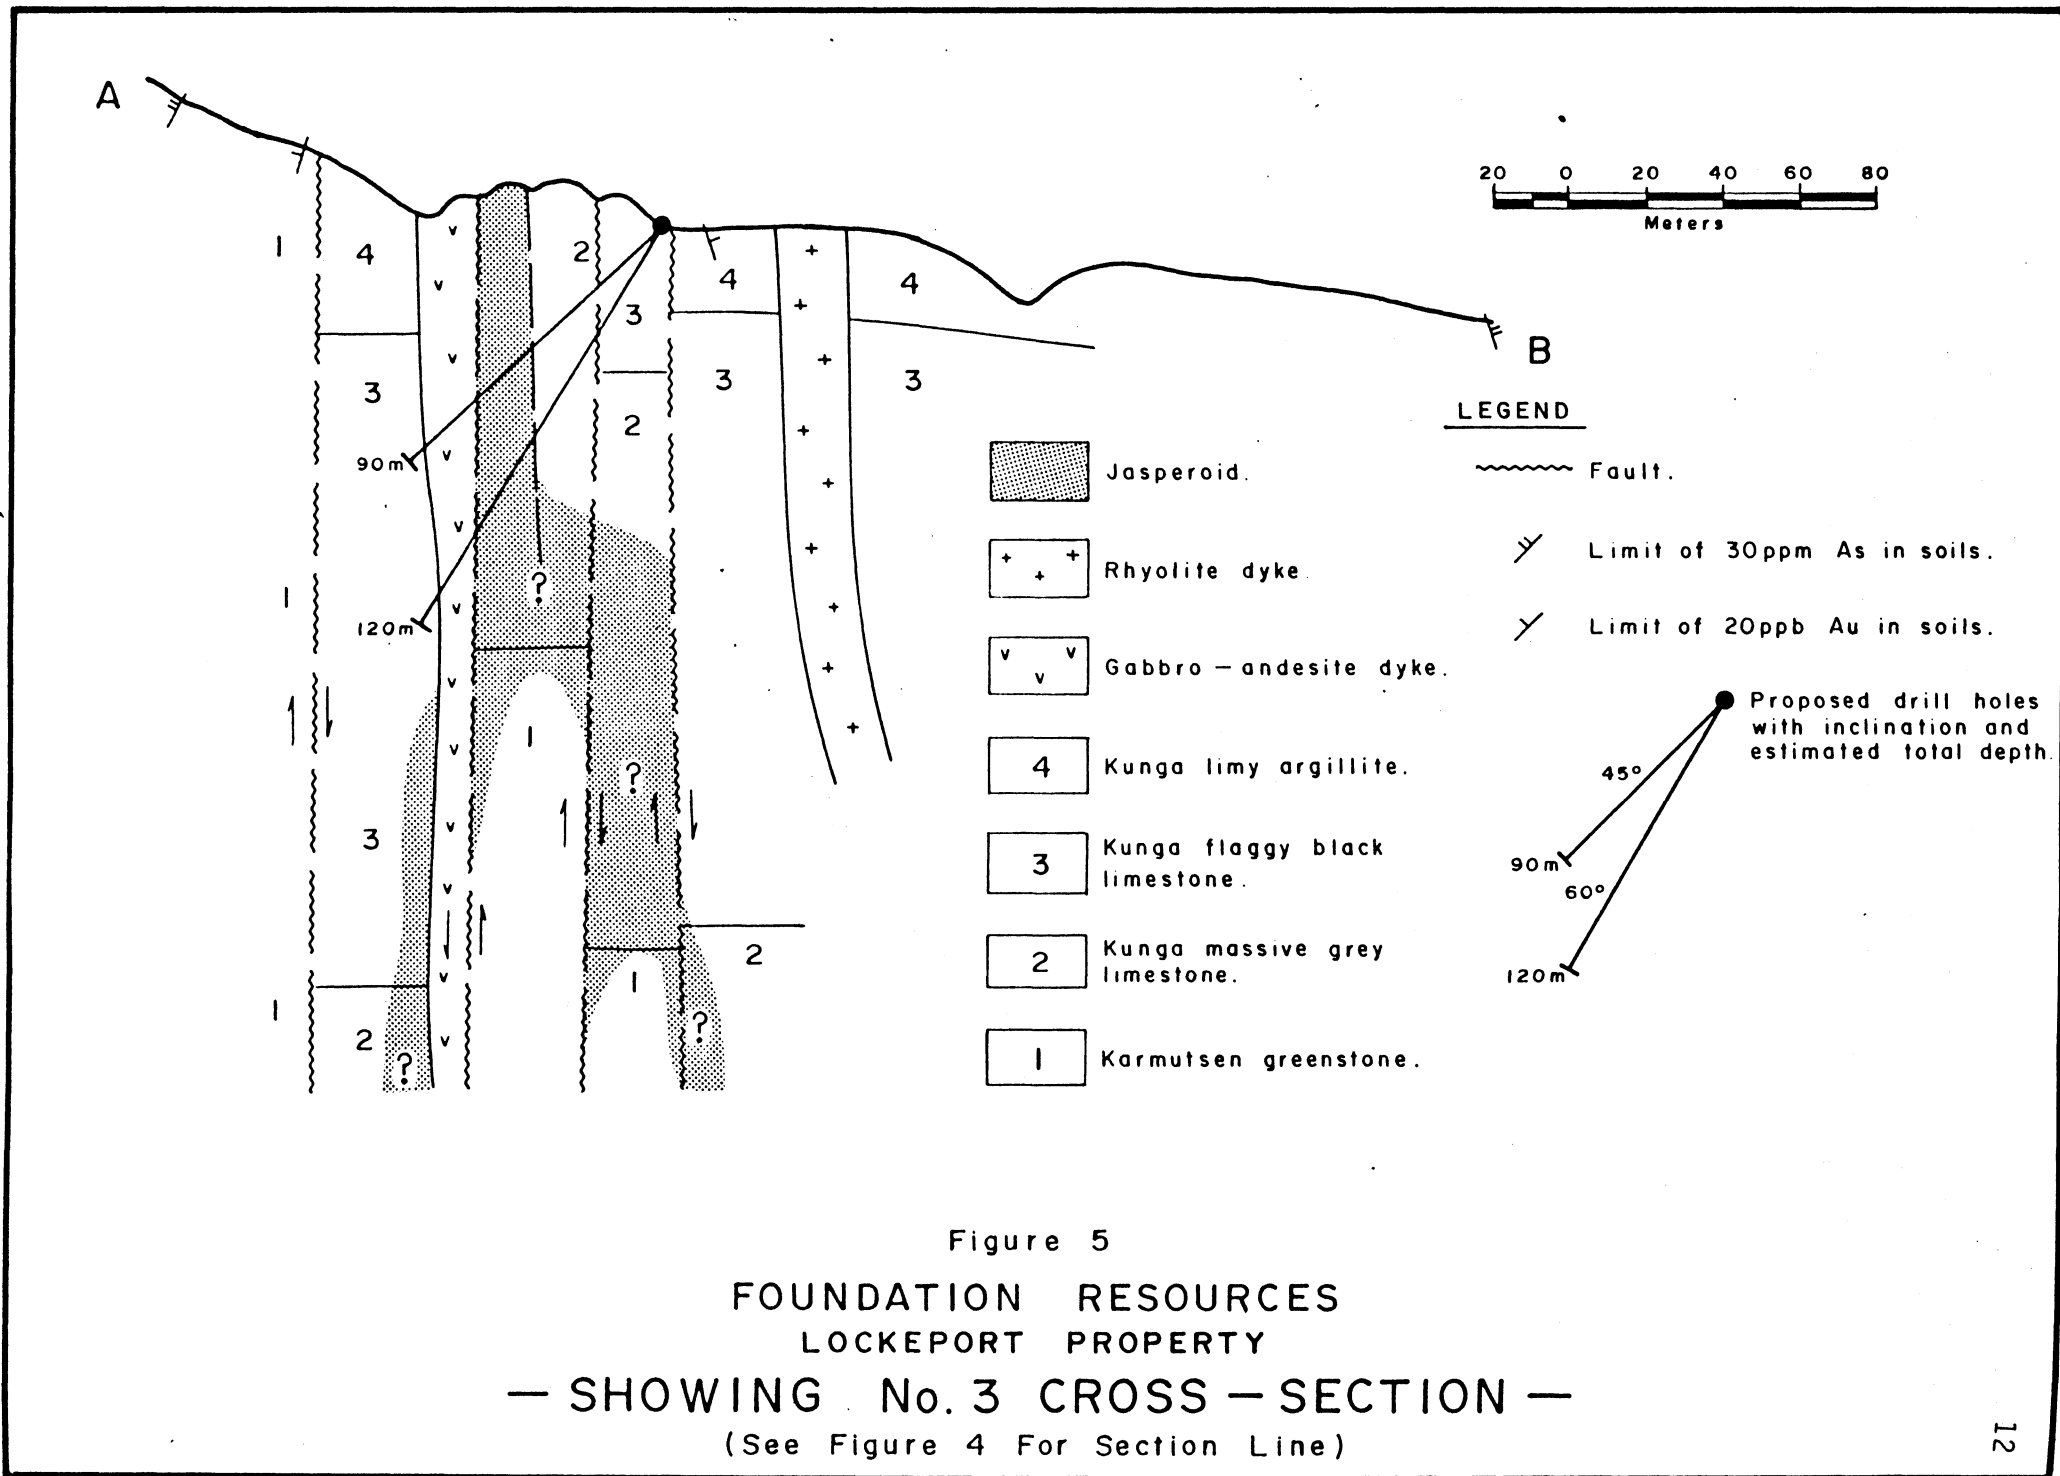 A
20 0 20 40 60 80
Meters
1
4
2
3
4
4
B
3
2
3
3
90m
120m
1
?
1
?
3
2
1
1
2
?
?
LEGEND
Jasperoid.
Rhyolite dyke
Gabbro – andesite dyke.
4 Kunga limy argillite.
3 Kunga flaggy black
limestone.
2 Kunga massive grey
limestone.
1 Karmutsen greenstone.
Fault.
Limit of 30ppm As in soils.
Limit of 20ppb Au in soils.
Proposed drill holes
with inclination and
estimated total depth.
45°
90m
60°
120m
Figure 5
FOUNDATION RESOURCES
LOCKEPORT PROPERTY
— SHOWING No. 3 CROSS – SECTION —
(See Figure 4 For Section Line)
12